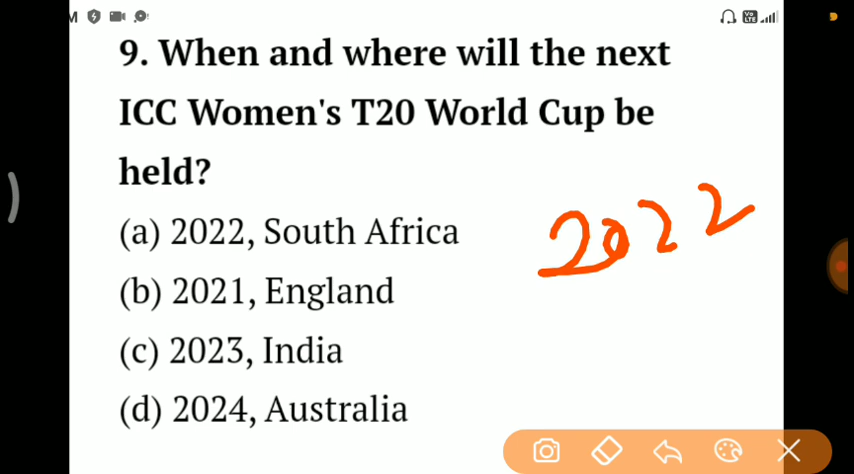 9. When and where will the next
ICC Women's T20 World Cup be
held?
(a) 2022, South Africa
2022
(b) 2021, England
(c) 2023, India
(d) 2024, Australia